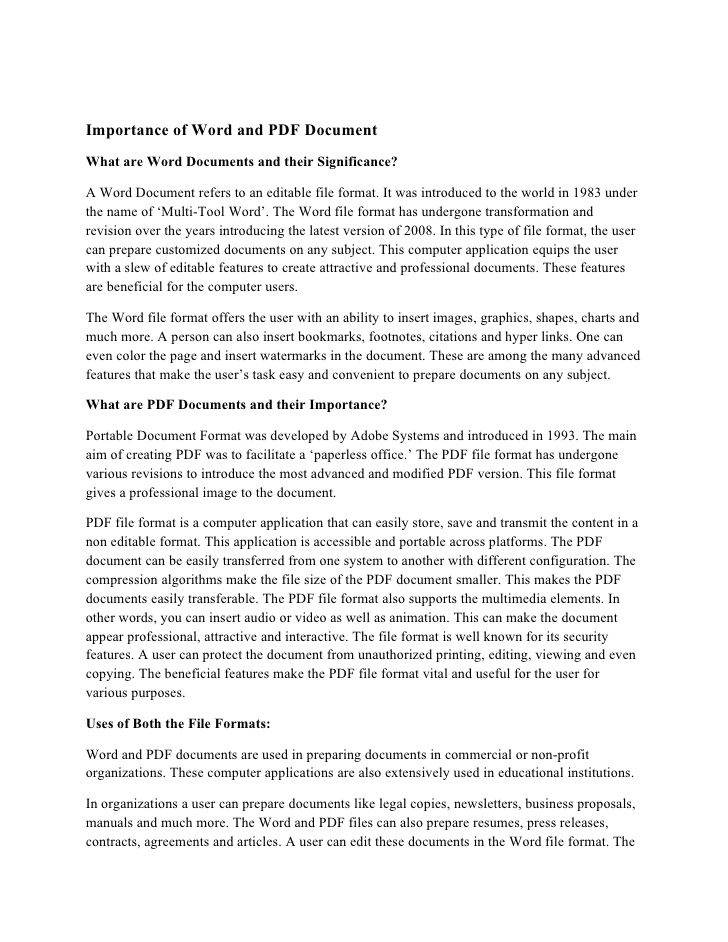 Importance of Word and PDF Document
What are Word Documents and their Significance?
A Word Document refers to an editable file format. It was introduced to the world in 1983 under
the name of ‘Multi-Tool Word’. The Word file format has undergone transformation and
revision over the years introducing the latest version of 2008. In this type of file format, the user
can prepare customized documents on any subject. This computer application equips the user
with a slew of editable features to create attractive and professional documents. These features
are beneficial for the computer users.
The Word file format offers the user with an ability to insert images, graphics, shapes, charts and
much more. A person can also insert bookmarks, footnotes, citations and hyper links. One can
even color the page and insert watermarks in the document. These are among the many advanced
features that make the user’s task easy and convenient to prepare documents on any subject.
What are PDF Documents and their Importance?
Portable Document Format was developed by Adobe Systems and introduced in 1993. The main
aim of creating PDF was to facilitate a ‘paperless office.’ The PDF file format has undergone
various revisions to introduce the most advanced and modified PDF version. This file format
gives a professional image to the document.
PDF file format is a computer application that can easily store, save and transmit the content in a
non editable format. This application is accessible and portable across platforms. The PDF
document can be easily transferred from one system to another with different configuration. The
compression algorithms make the file size of the PDF document smaller. This makes the PDF
documents easily transferable. The PDF file format also supports the multimedia elements. In
other words, you can insert audio or video as well as animation. This can make the document
appear professional, attractive and interactive. The file format is well known for its security
features. A user can protect the document from unauthorized printing, editing, viewing and even
copying. The beneficial features make the PDF file format vital and useful for the user for
various purposes.
Uses of Both the File Formats:
Word and PDF documents are used in preparing documents in commercial or non-profit
organizations. These computer applications are also extensively used in educational institutions.
In organizations a user can prepare documents like legal copies, newsletters, business proposals,
manuals and much more. The Word and PDF files can also prepare resumes, press releases,
contracts, agreements and articles. A user can edit these documents in the Word file format. The